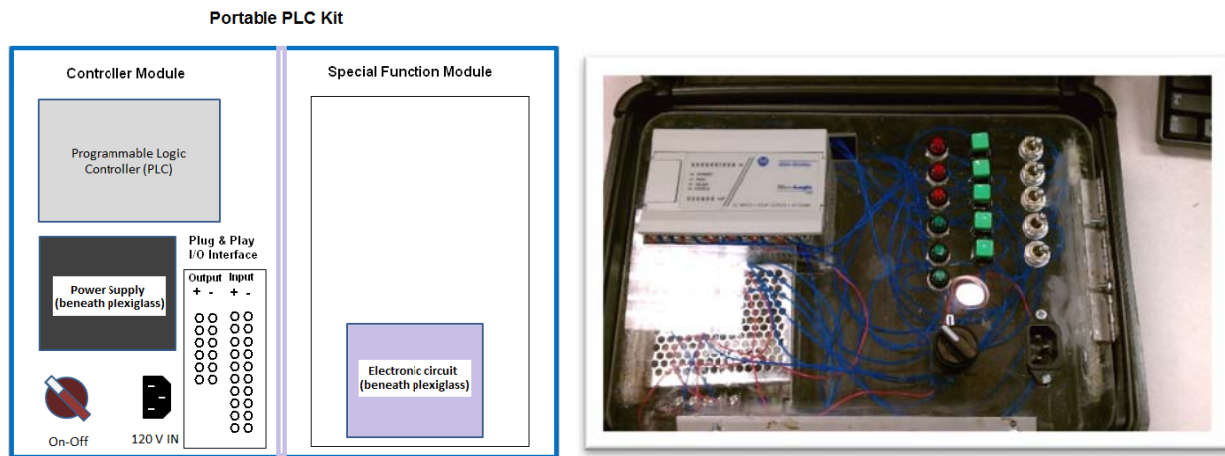 Portable PLC Kit
Controller Module
Special Function Module
Programmable Logic
Controller (PLC)
Plug & Play
I/O Interface
Output Input
+ - + -
Power Supply
(beneath plexiglass)
Electronic circuit
(beneath plexiglass)
On-Off
120 V IN